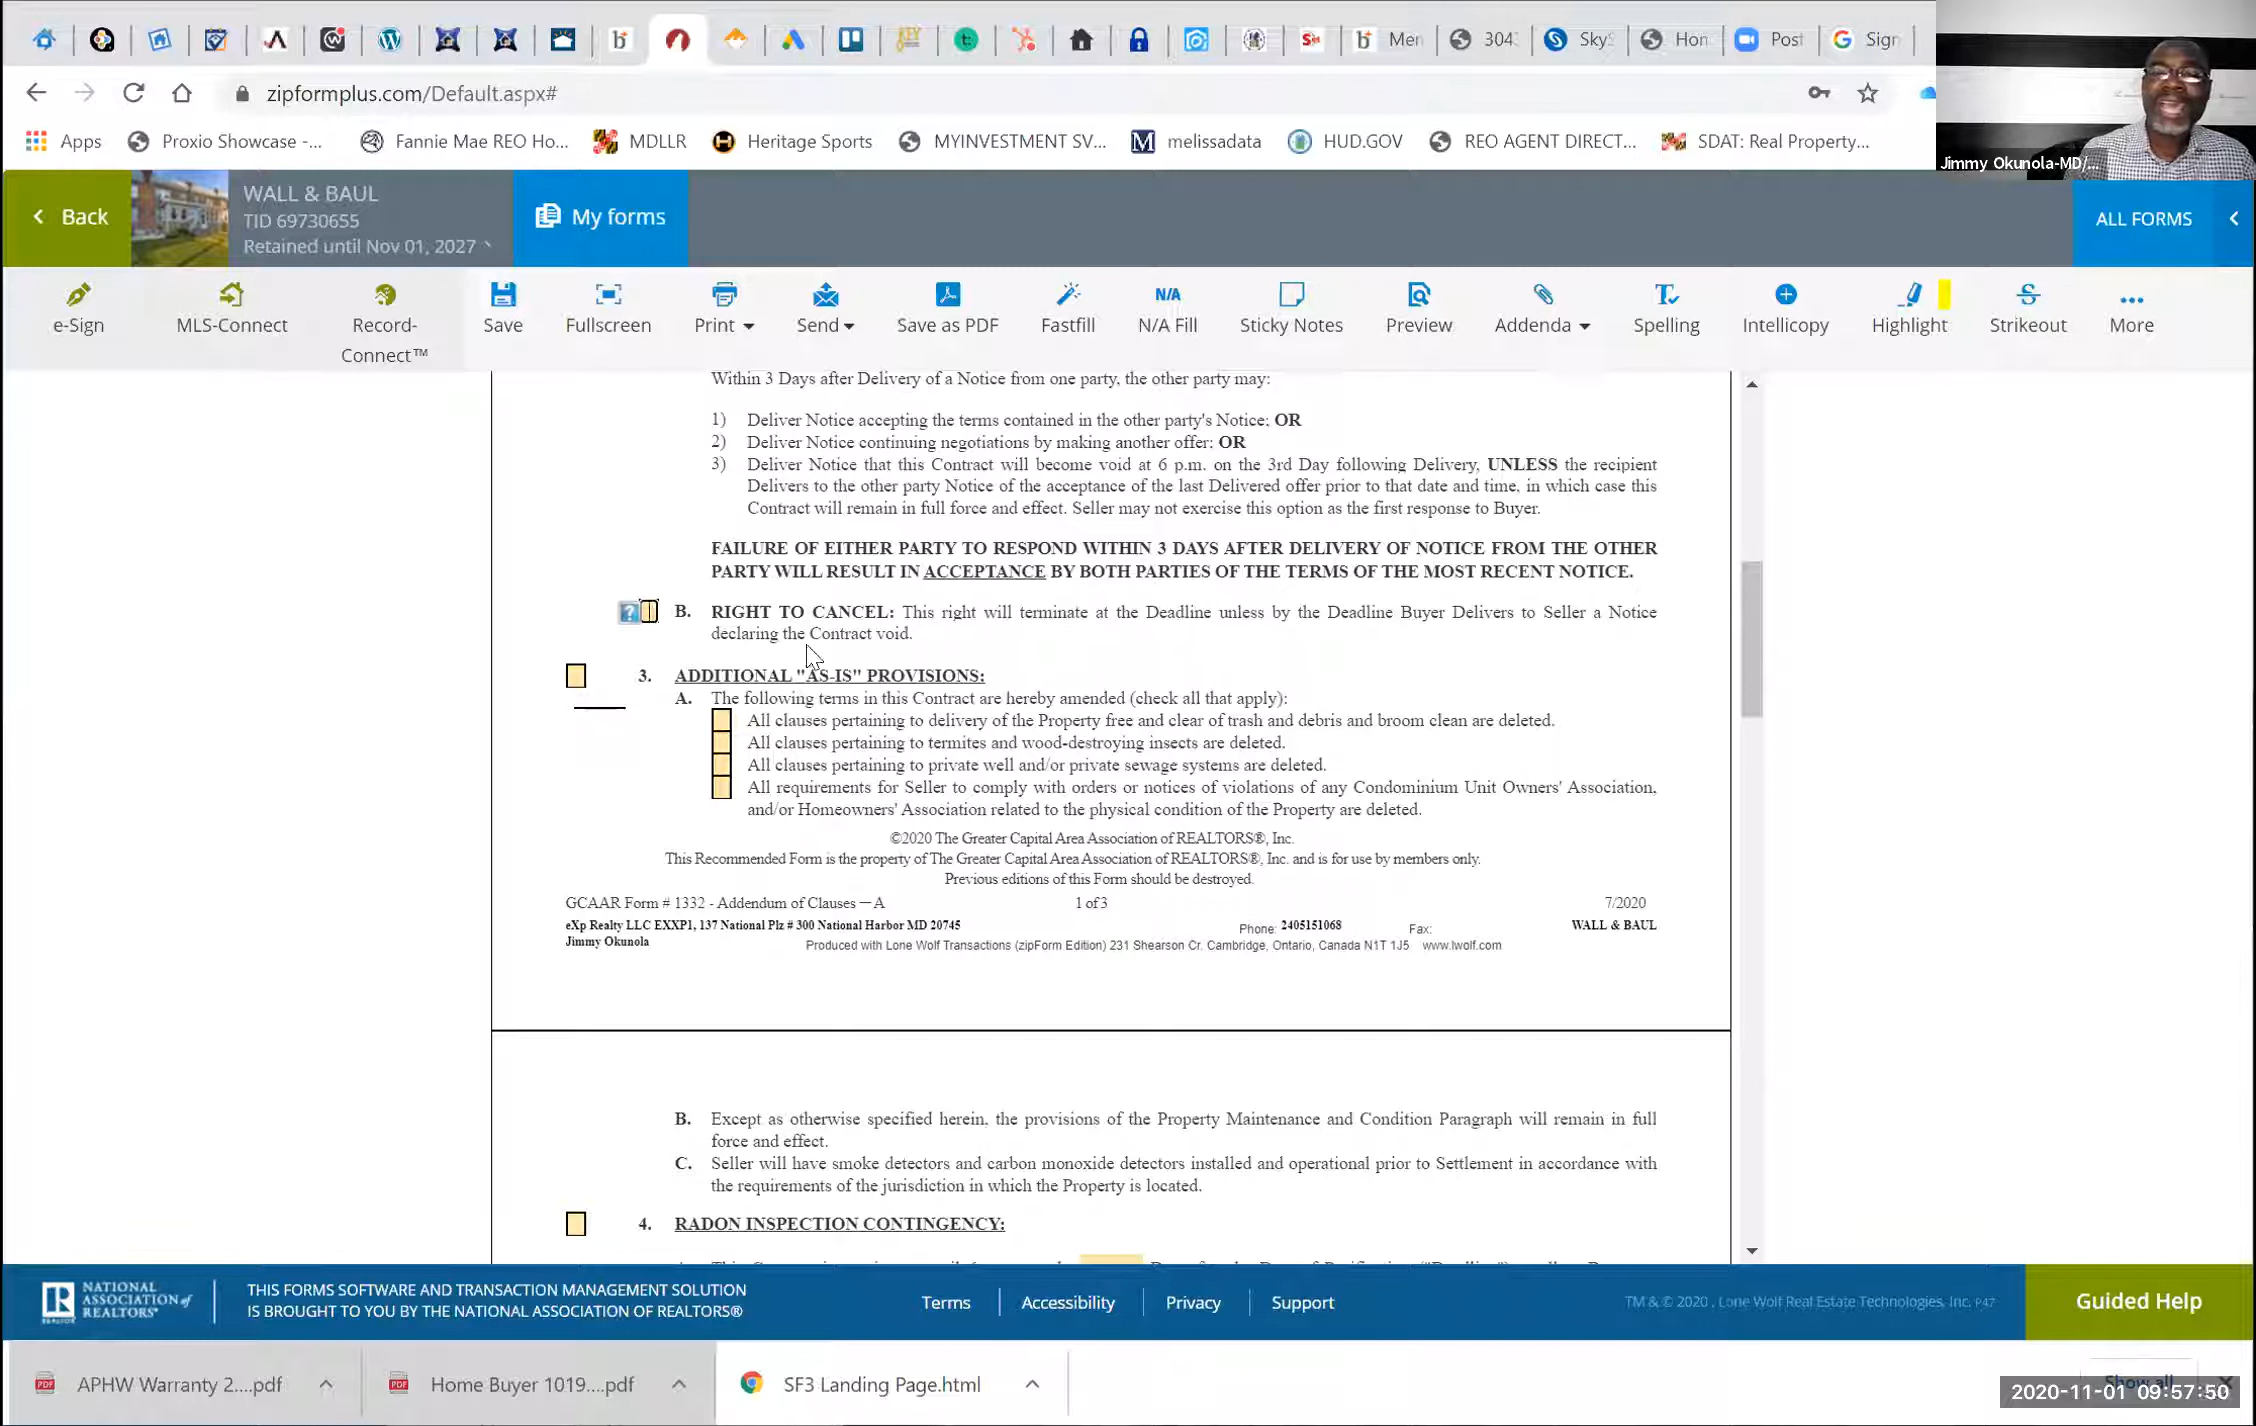 Mer
304
Sky
Hon
Post
Sign
zipformplus.com/Default.aspx#
Apps
Proxio Showcase -...
Fannie Mae REO Ho...
MDLLR
Heritage Sports
MYINVESTMENT SV...
melissadata
HUD.GOV
REO AGENT DIRECT...
SDAT: Real Property...
Jimmy Okunola-MD/...
Back
WALL & BAUL
TID 69730655
Retained until Nov 01, 2027
My forms
ALL FORMS
e-Sign
MLS-Connect
Record-
Connect™
Save
Fullscreen
Print
Send
Save as PDF
Fastfill
N/A
N/A Fill
Sticky Notes
Preview
Addenda
Spelling
Intellicopy
Highlight
Strikeout
More
Within 3 Days after Delivery of a Notice from one party, the other party may:
1) Deliver Notice accepting the terms contained in the other party's Notice; OR
2) Deliver Notice continuing negotiations by making another offer; OR
3) Deliver Notice that this Contract will become void at 6 p.m. on the 3rd Day following Delivery, UNLESS the recipient
Delivers to the other party Notice of the acceptance of the last Delivered offer prior to that date and time, in which case this
Contract will remain in full force and effect. Seller may not exercise this option as the first response to Buyer.
FAILURE OF EITHER PARTY TO RESPOND WITHIN 3 DAYS AFTER DELIVERY OF NOTICE FROM THE OTHER
PARTY WILL RESULT IN ACCEPTANCE BY BOTH PARTIES OF THE TERMS OF THE MOST RECENT NOTICE.
B. RIGHT TO CANCEL: This right will terminate at the Deadline unless by the Deadline Buyer Delivers to Seller a Notice
declaring the Contract void.
3. ADDITIONAL "AS-IS" PROVISIONS:
A. The following terms in this Contract are hereby amended (check all that apply):
All clauses pertaining to delivery of the Property free and clear of trash and debris and broom clean are deleted.
All clauses pertaining to termites and wood-destroying insects are deleted.
All clauses pertaining to private well and/or private sewage systems are deleted.
All requirements for Seller to comply with orders or notices of violations of any Condominium Unit Owners' Association,
and/or Homeowners' Association related to the physical condition of the Property are deleted.
©2020 The Greater Capital Area Association of REALTORS®, Inc.
This Recommended Form is the property of The Greater Capital Area Association of REALTORS®, Inc. and is for use by members only.
Previous editions of this Form should be destroyed.
GCAAR Form # 1332 - Addendum of Clauses – A 1 of 3 7/2020
eXp Realty LLC EXXP1, 137 National Plz # 300 National Harbor MD 20745 Phone: 2405151068 Fax: WALL & BAUL
Jimmy Okunola Produced with Lone Wolf Transactions (zipForm Edition) 231 Shearson Cr. Cambridge, Ontario, Canada N1T 1J5 www.lwolf.com
B. Except as otherwise specified herein, the provisions of the Property Maintenance and Condition Paragraph will remain in full
force and effect.
C. Seller will have smoke detectors and carbon monoxide detectors installed and operational prior to Settlement in accordance with
the requirements of the jurisdiction in which the Property is located.
4. RADON INSPECTION CONTINGENCY:
NATIONAL
ASSOCIATION of
REALTORS®
THIS FORMS SOFTWARE AND TRANSACTION MANAGEMENT SOLUTION
IS BROUGHT TO YOU BY THE NATIONAL ASSOCIATION OF REALTORS®
Terms
Accessibility
Privacy
Support
TM & © 2020 , Lone Wolf Real Estate Technologies, Inc. P47
Guided Help
APHW Warranty 2....pdf
Home Buyer 1019....pdf
SF3 Landing Page.html
Show all
2020-11-01 09:57:50